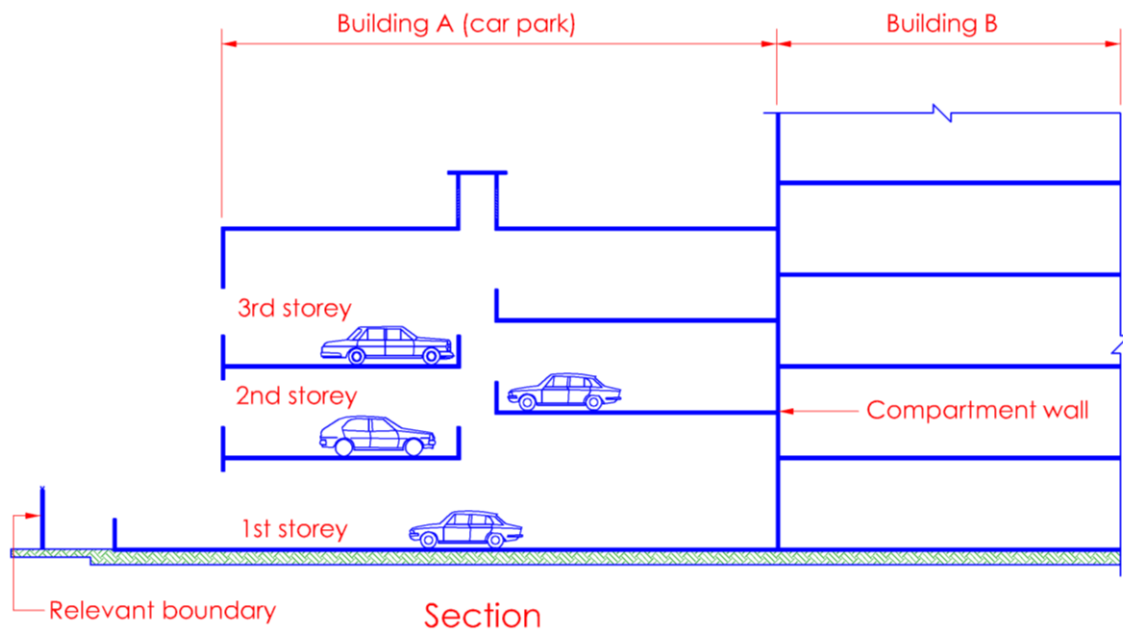 Building A (car park)
Building B
3rd storey
2nd storey
Compartment wall
1st storey
Relevant boundary
Section